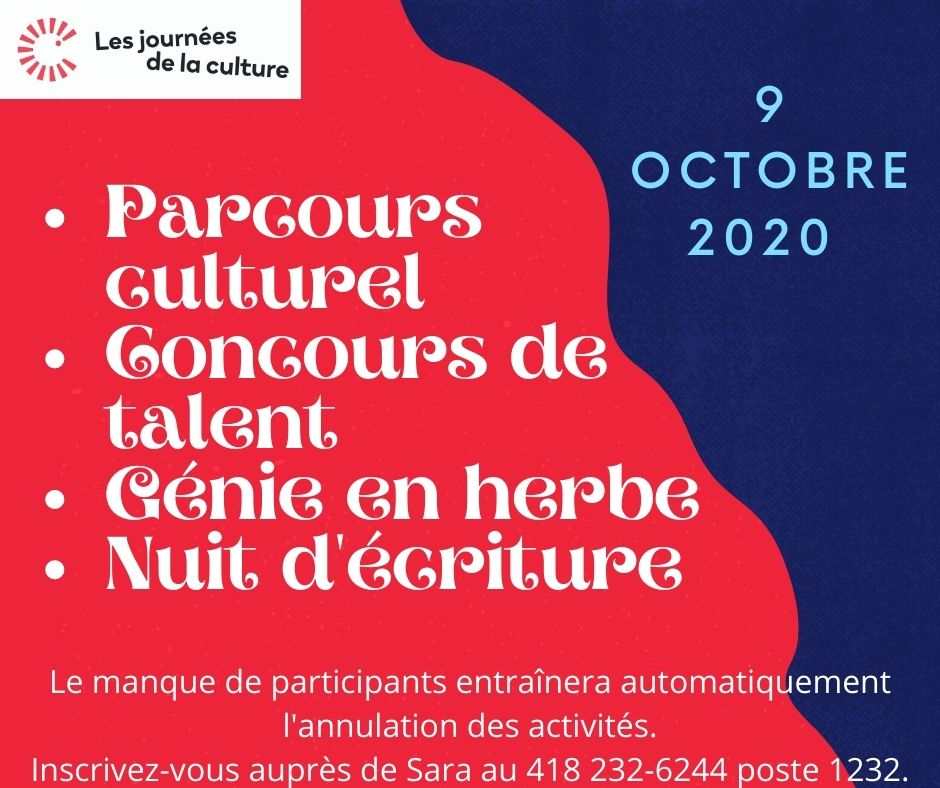 Les journées
de la culture
9
OCTOBRE
2020
• Parcours
culturel
• Concours de
talent
• Génie en herbe
• Nuit d'écriture
Le manque de participants entraînera automatiquement
l'annulation des activités.
Inscrivez-vous auprès de Sara au 418 232-6244 poste 1232.